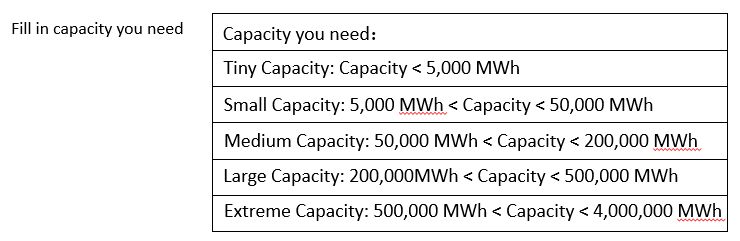 Fill in capacity you need
Capacity you need：
Tiny Capacity: Capacity < 5,000 MWh
Small Capacity: 5,000 MWh < Capacity < 50,000 MWh
Medium Capacity: 50,000 MWh < Capacity < 200,000 MWh
Large Capacity: 200,000MWh < Capacity < 500,000 MWh
Extreme Capacity: 500,000 MWh < Capacity < 4,000,000 MWh